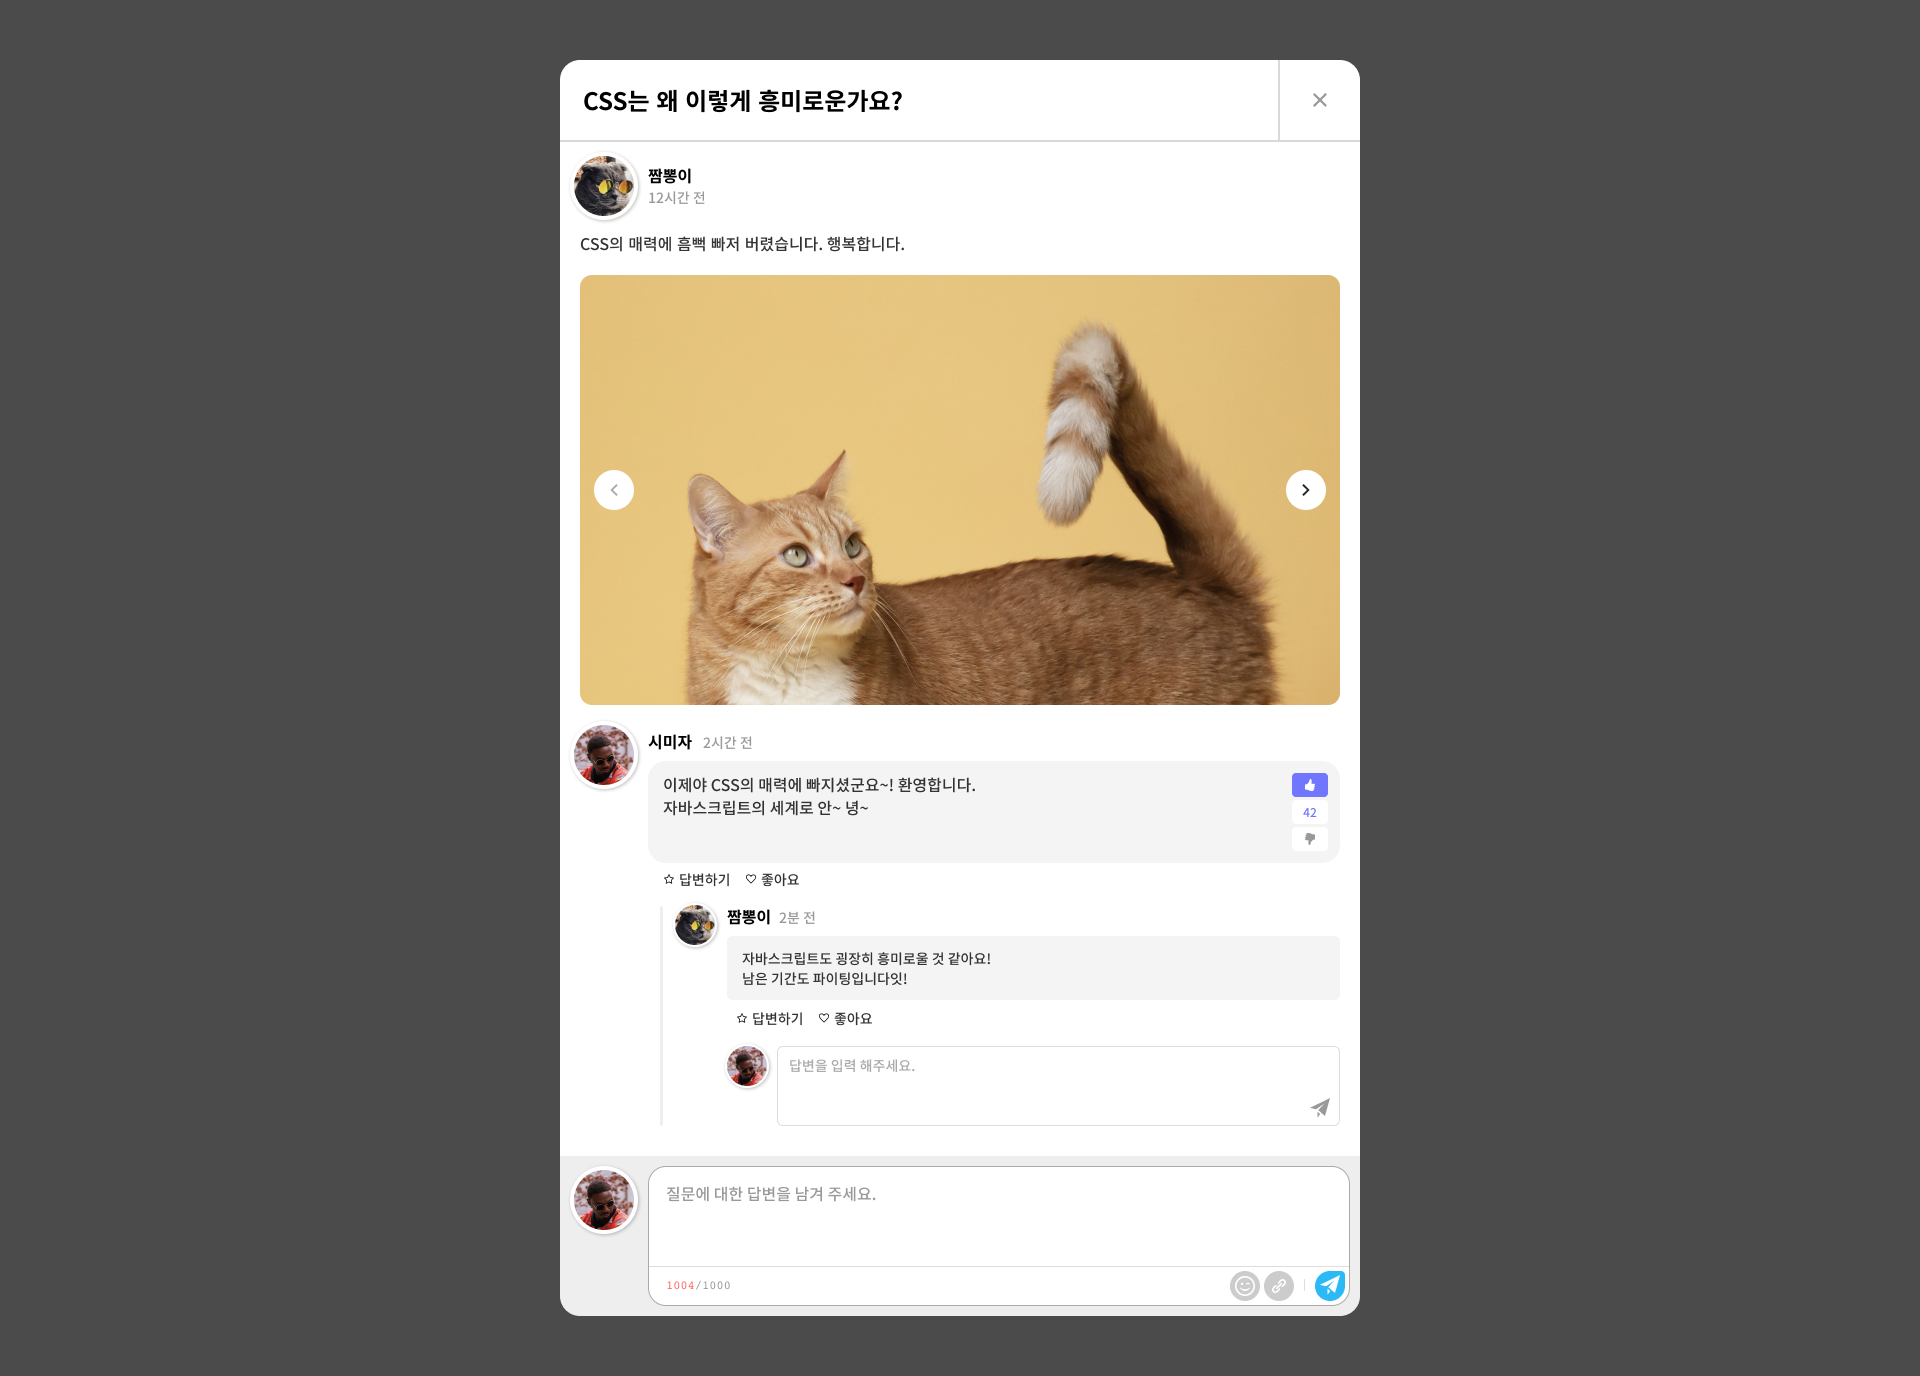 CSS는 왜 이렇게 흥미로운가요?
짬뽕이
12시간 전
CSS의 매력에 흠뻑 빠저 버렸습니다. 행복합니다.
시미자 2시간 전
이제야 CSS의 매력에 빠지셨군요~! 환영합니다.
자바스크립트의 세계로 안~ 녕~
42
답변하기 좋아요
짬뽕이 2분 전
자바스크립트도 굉장히 흥미로울 것 같아요!
남은 기간도 파이팅입니다잇!
답변하기 좋아요
답변을 입력 해주세요.
질문에 대한 답변을 남겨 주세요.
1004/1000